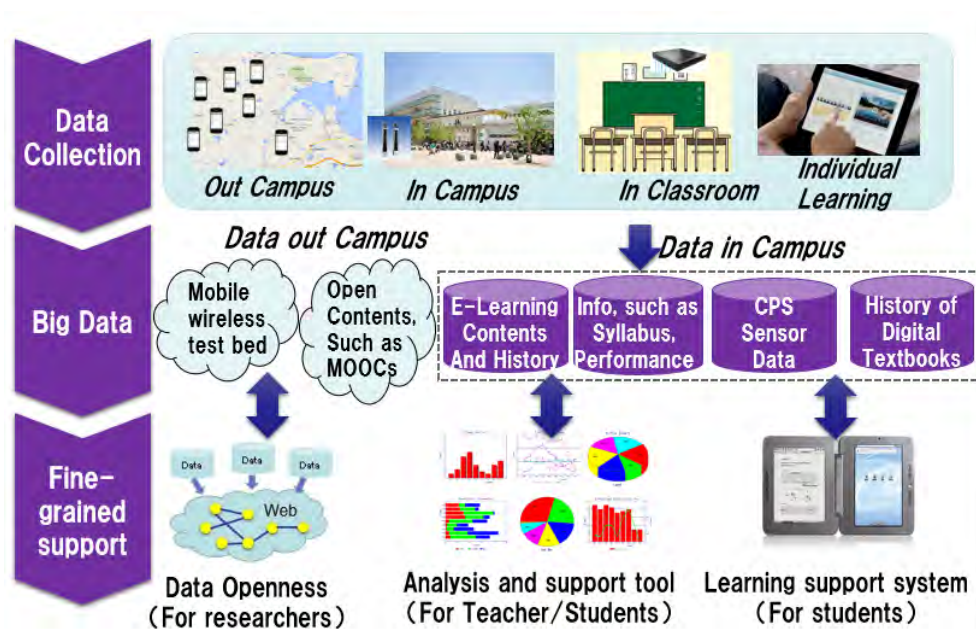 Data
Collection
Out Campus
In Campus
In Classroom
Individual
Learning
Data out Campus
Data in Campus
Big Data
Mobile
wireless
test bed
Open
Contents,
Such as
MOOCs
E-Learning
Contents
And History
Info, such as
Syllabus,
Performance
CPS
Sensor
Data
History of
Digital
Textbooks
Fine-
grained
support
Data
Data
Data
Web
Data Openness
(For researchers)
Analysis and support tool
(For Teacher/Students)
Learning support system
(For students)